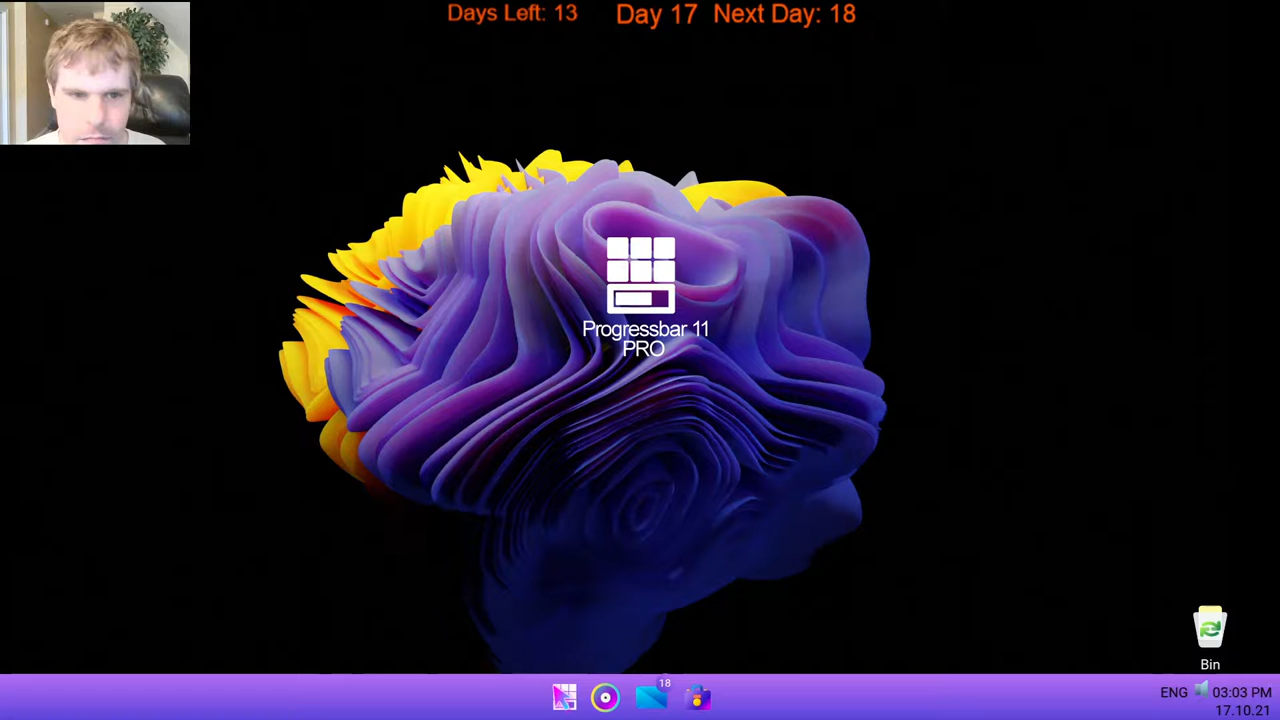 Days Left: 13 Day 17 Next Day: 18
Progressbar 11
PRO
Bin
18
ENG 03:03 PM
17.10.21